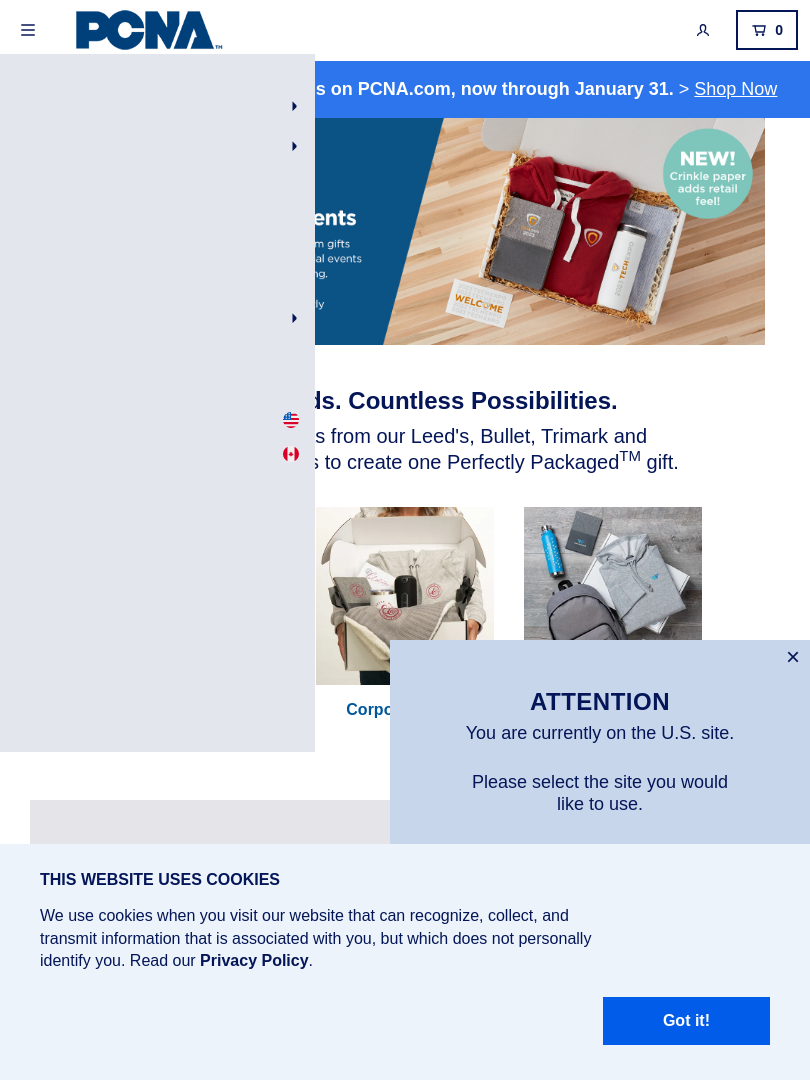 PCNA™
0
s on PCNA.com, now through January 31. > Shop Now
NEW!
Crinkle paper
adds retail
feel!
ents
m gifts
al events
ng.
ly
WELCOME
ds. Countless Possibilities.
s from our Leed's, Bullet, Trimark and
s to create one Perfectly Packaged™ gift.
Corpo
ATTENTION
You are currently on the U.S. site.
Please select the site you would
like to use.
THIS WEBSITE USES COOKIES
We use cookies when you visit our website that can recognize, collect, and
transmit information that is associated with you, but which does not personally
identify you. Read our Privacy Policy.
Got it!